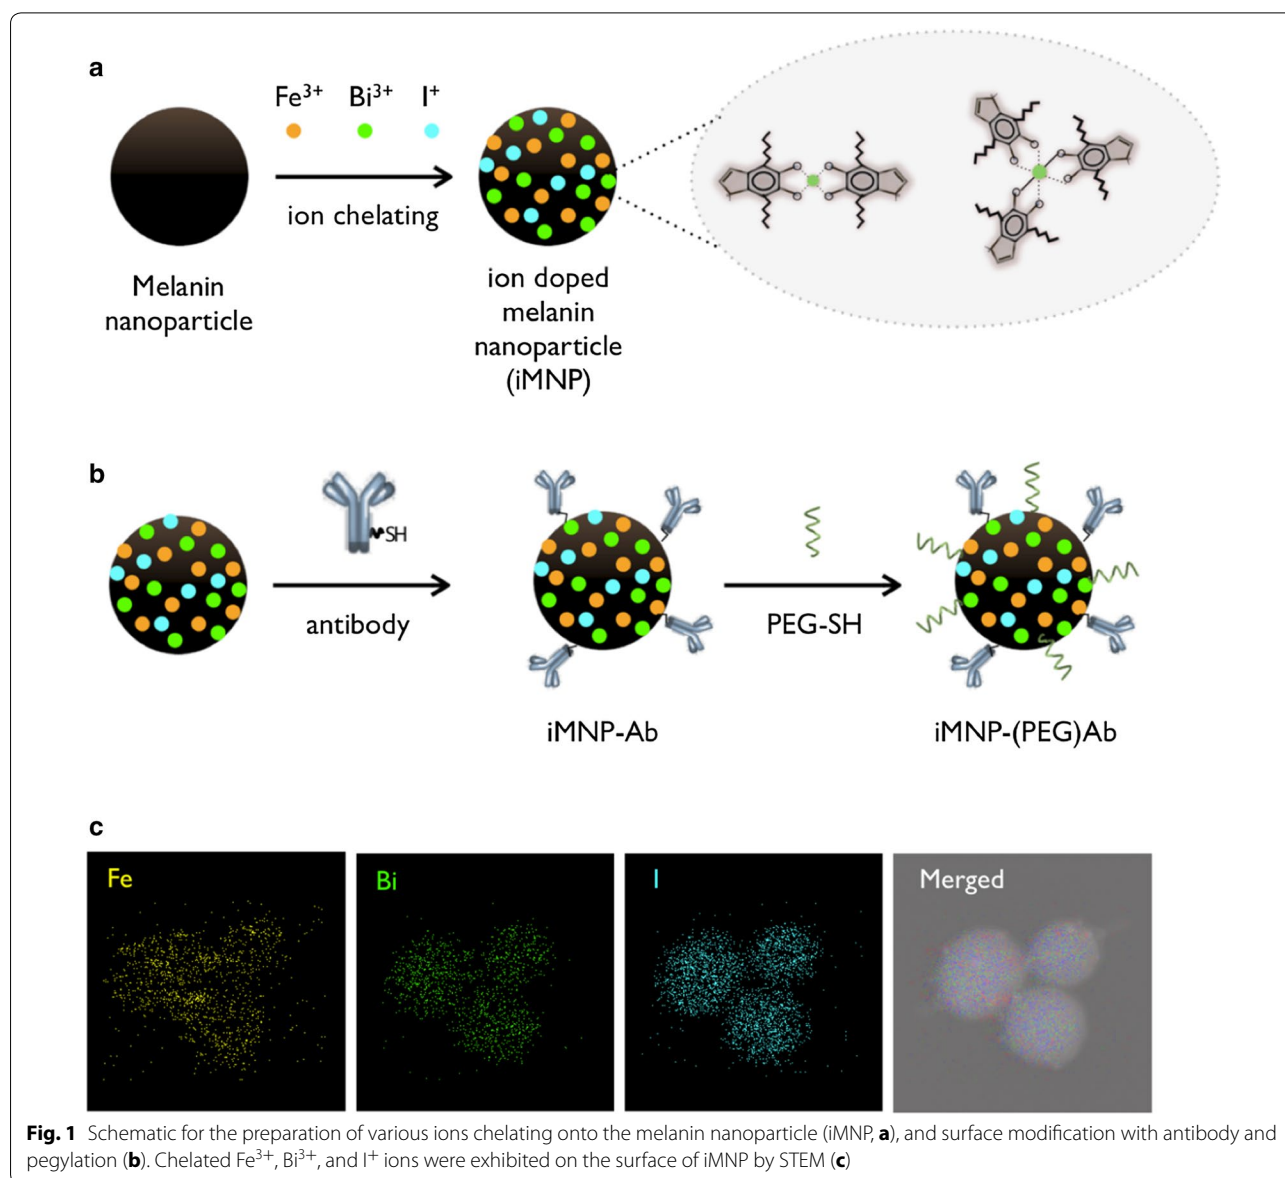 a
Fe³⁺ Bi³⁺ I⁺
ion chelating
Melanin
nanoparticle
ion doped
melanin
nanoparticle
(iMNP)
b
SH
antibody
PEG-SH
iMNP-Ab
iMNP-(PEG)Ab
c
Fe
Bi
I
Merged
Fig. 1 Schematic for the preparation of various ions chelating onto the melanin nanoparticle (iMNP, a), and surface modification with antibody and
pegylation (b). Chelated Fe³⁺, Bi³⁺, and I⁺ ions were exhibited on the surface of iMNP by STEM (c)